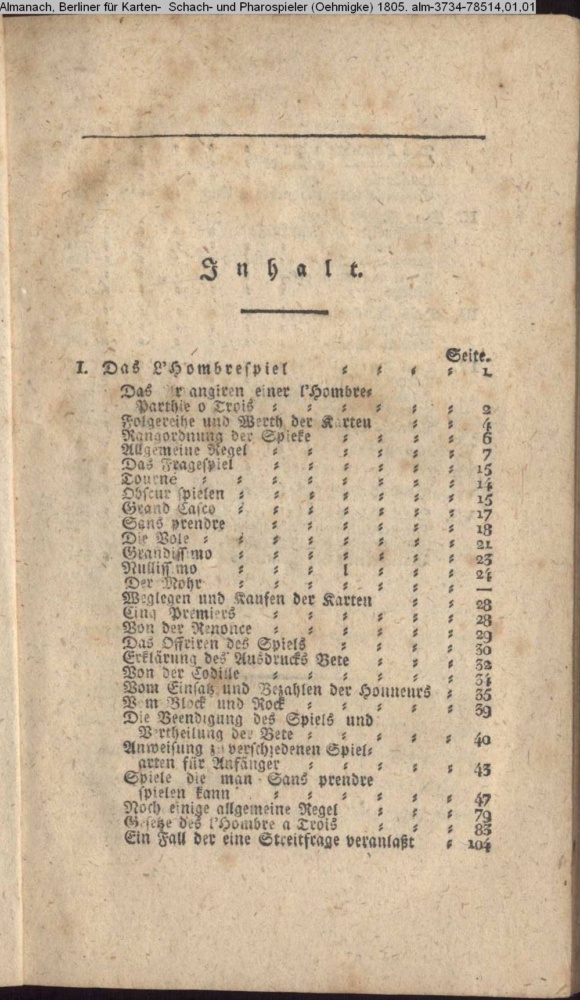 Almanach, Berliner für Karten- Schach- und Pharospieler (Oehmigke) 1805. alm-3734-78514,01,01
Inhalt.
Seite.
I. Das L'Hombrespiel = = = = 1
Das Arrangiren einer l'Hombre=
Parthie o Trois = = = = = = 2
Folgereihe und Werth der Karten = = 4
Rangordnung der Spiele = = = = 6
Allgemeine Regel = = = = = = 7
Das Fragespiel = = = = = 15
Tourné = = = = = = = 14
Obscur spielen = = = = = = = 15
Grand Casco = = = = = = = 17
Sans prendre = = = = = = 18
Die Vole = = = = = = = = 21
Grandissimo = = = = = = = 23
Nullissimo = = = = = = 24
Der Mohr = = = = = = = —
Weglegen und Kaufen der Karten = = 28
Cinq Premiers = = = = = = 28
Von der Renonce = = = = = = 29
Das Offriren des Spiels = = = = 30
Erklärung des Ausdrucks Bete = = = 32
Von der Codille = = = = = = 34
Vom Einsatz und Bezahlen der Honneurs = 35
Vom Block und Rock = = = = = 39
Die Beendigung des Spiels und
Vertheilung der Bete = = = = = 40
Anweisung zu verschiedenen Spiel=
arten für Anfänger = = = = = 43
Spiele die man Sans prendre
spielen kann = = = = = = 47
Noch einige allgemeine Regel = = = 79
Gesetze des l'Hombre a Trois = = = 83
Ein Fall der eine Streitfrage veranlaßt = 104